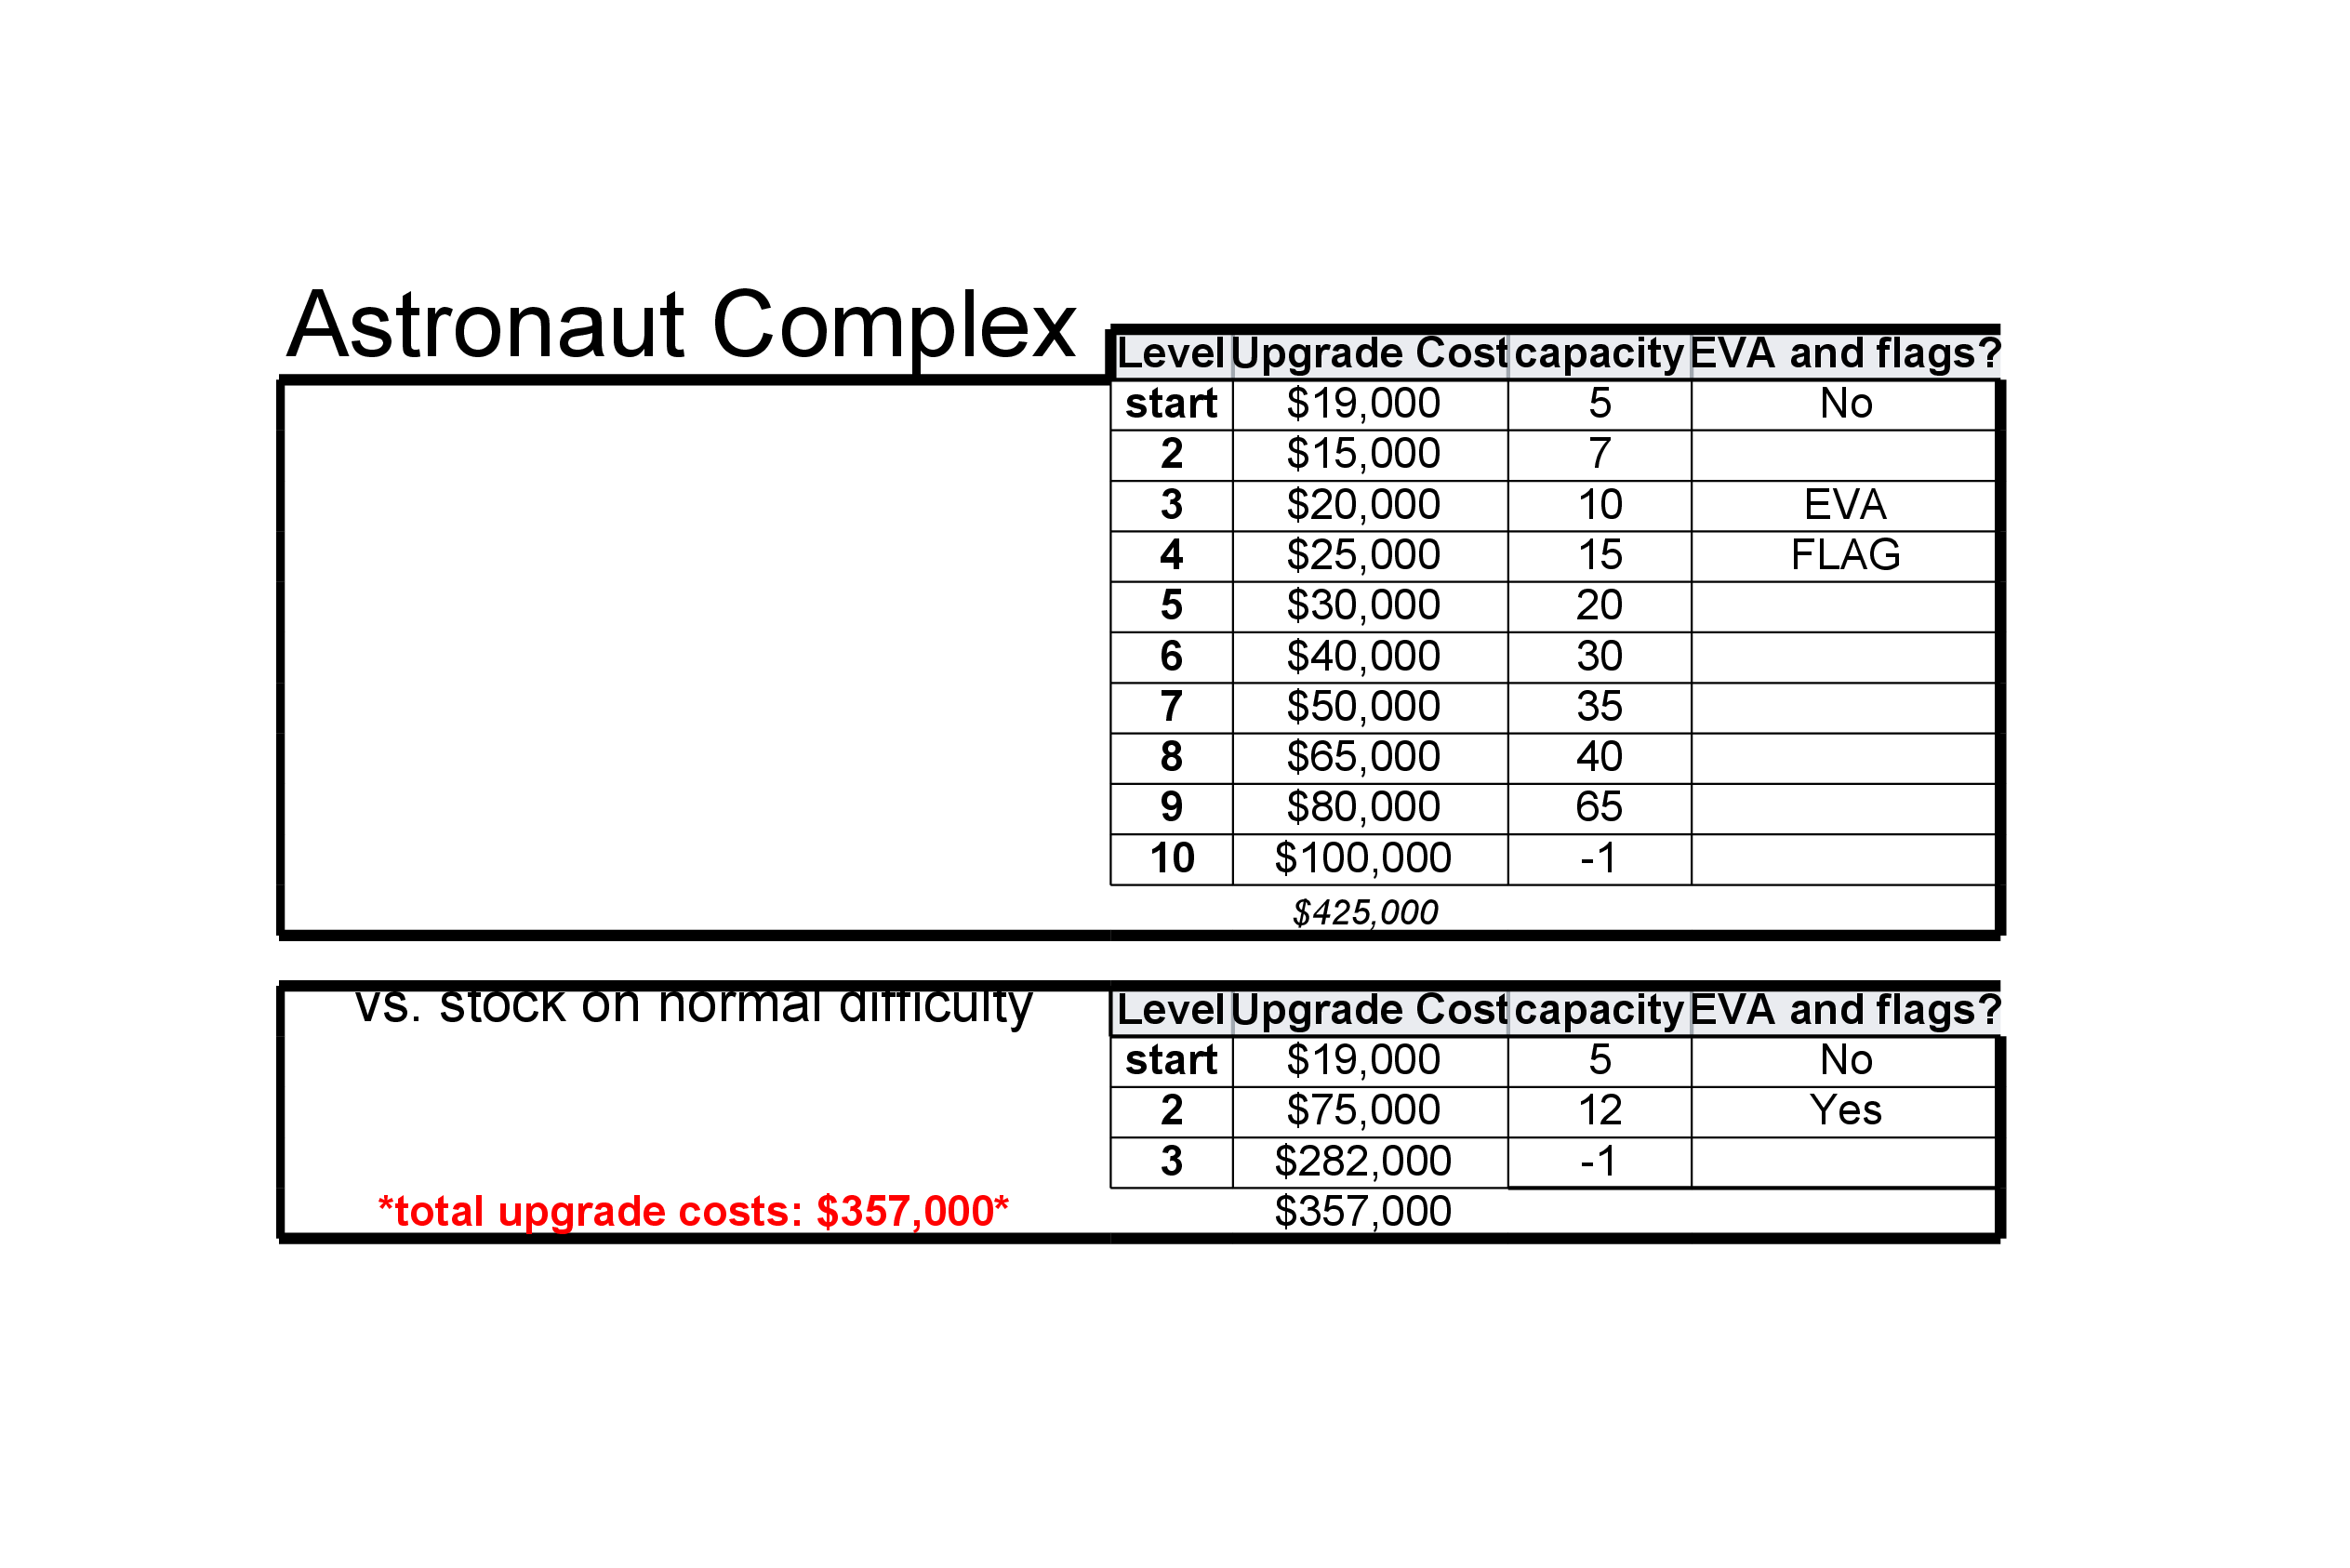 Astronaut Complex
Level Upgrade Cost capacity EVA and flags?
start $19,000 5 No
2 $15,000 7
3 $20,000 10 EVA
4 $25,000 15 FLAG
5 $30,000 20
6 $40,000 30
7 $50,000 35
8 $65,000 40
9 $80,000 65
10 $100,000 -1
$425,000
vs. stock on normal difficulty Level Upgrade Cost capacity EVA and flags?
start $19,000 5 No
2 $75,000 12 Yes
3 $282,000 -1
*total upgrade costs: $357,000* $357,000